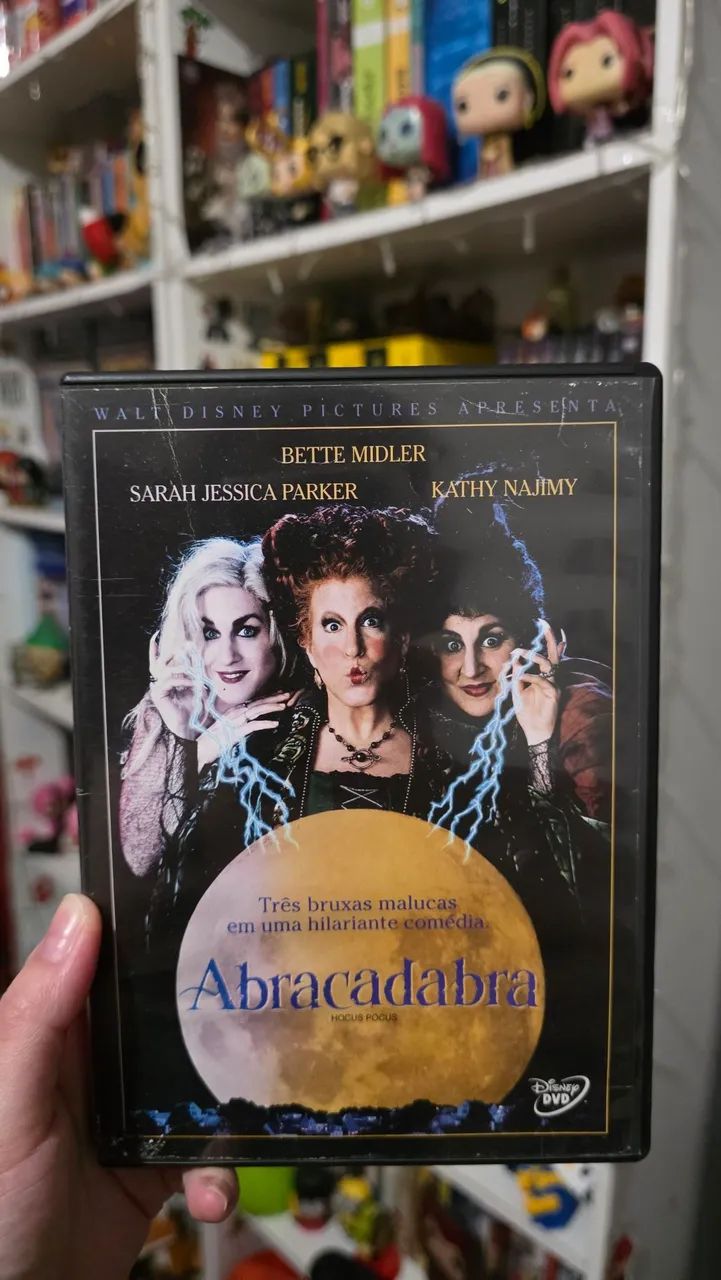 WALT DISNEY PICTURES APRESENTA
BETTE MIDLER
SARAH JESSICA PARKER KATHY NAJIMY
Três bruxas malucas
em uma hilariante comédia.
Abracadabra
HOCUS POCUS
Disney
DVD